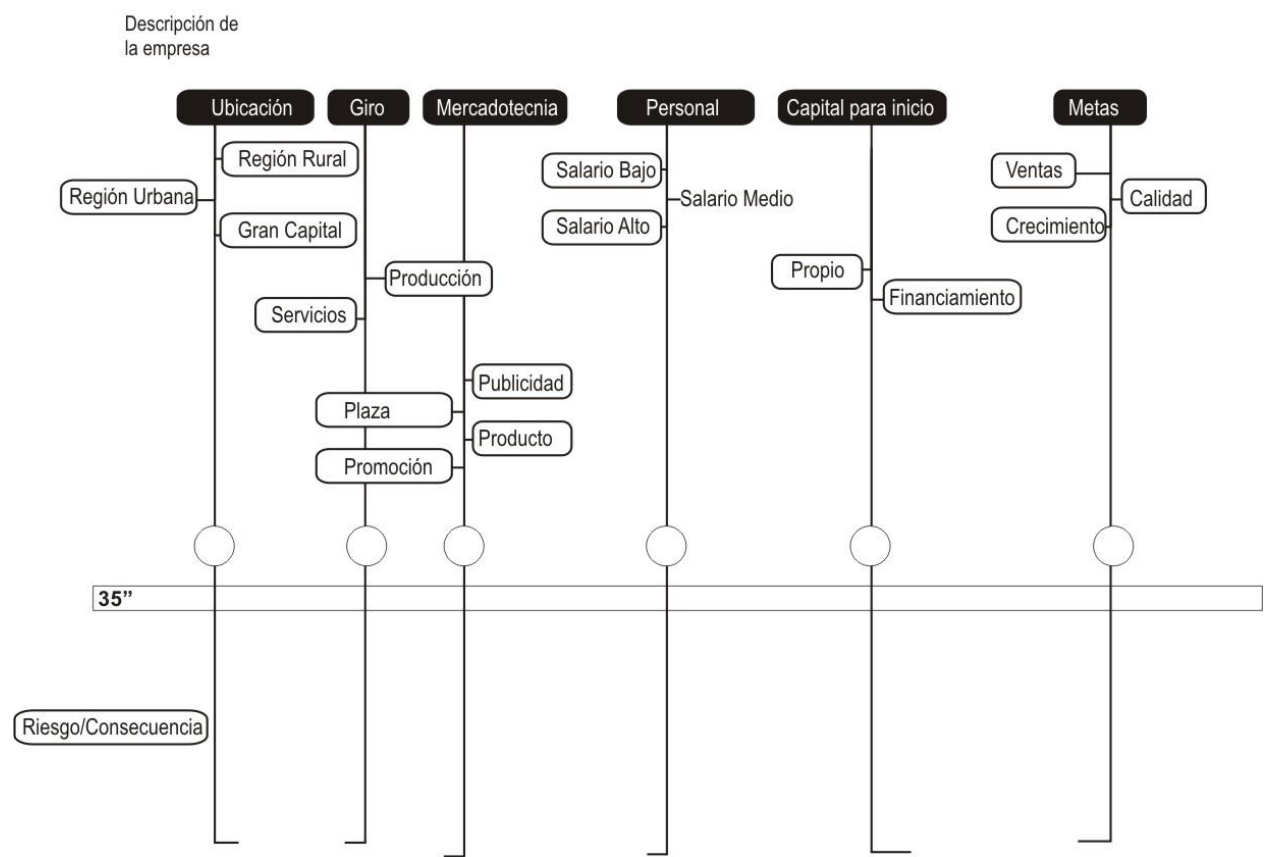 Descripción de
la empresa
Ubicación
Giro
Mercadotecnia
Personal
Capital para inicio
Metas
Región Rural
Región Urbana
Gran Capital
Producción
Servicios
Publicidad
Plaza
Producto
Promoción
Salario Bajo
Salario Medio
Salario Alto
Propio
Financiamiento
Ventas
Calidad
Crecimiento
35”
Riesgo/Consecuencia